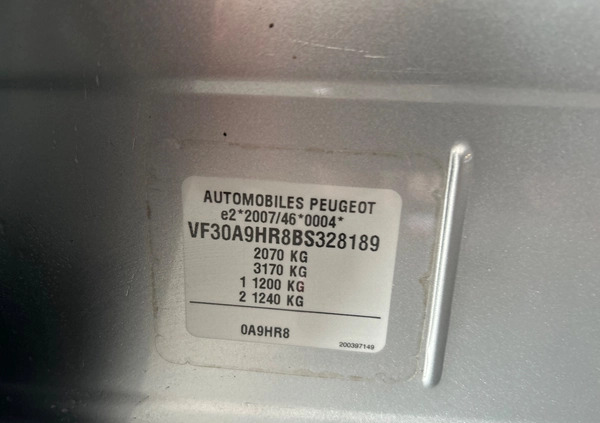 AUTOMOBILES PEUGEOT
e2*2007/46*0004*
VF30A9HR8BS328189
2070 KG
3170 KG
1 1200 KG
2 1240 KG
0A9HR8
200397149